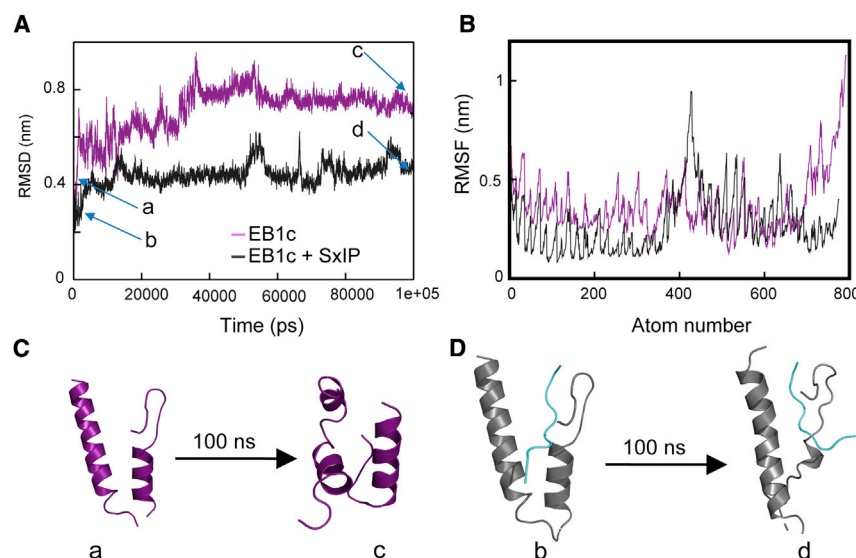 A
B
RMSD (nm)
0.8
0.4
0
c
d
a
b
EB1c
EB1c + SxIP
0
20000
40000
60000
80000
1e+05
Time (ps)
RMSF (nm)
1
0.5
0
0
200
400
600
800
Atom number
C
D
100 ns
100 ns
a
c
b
d